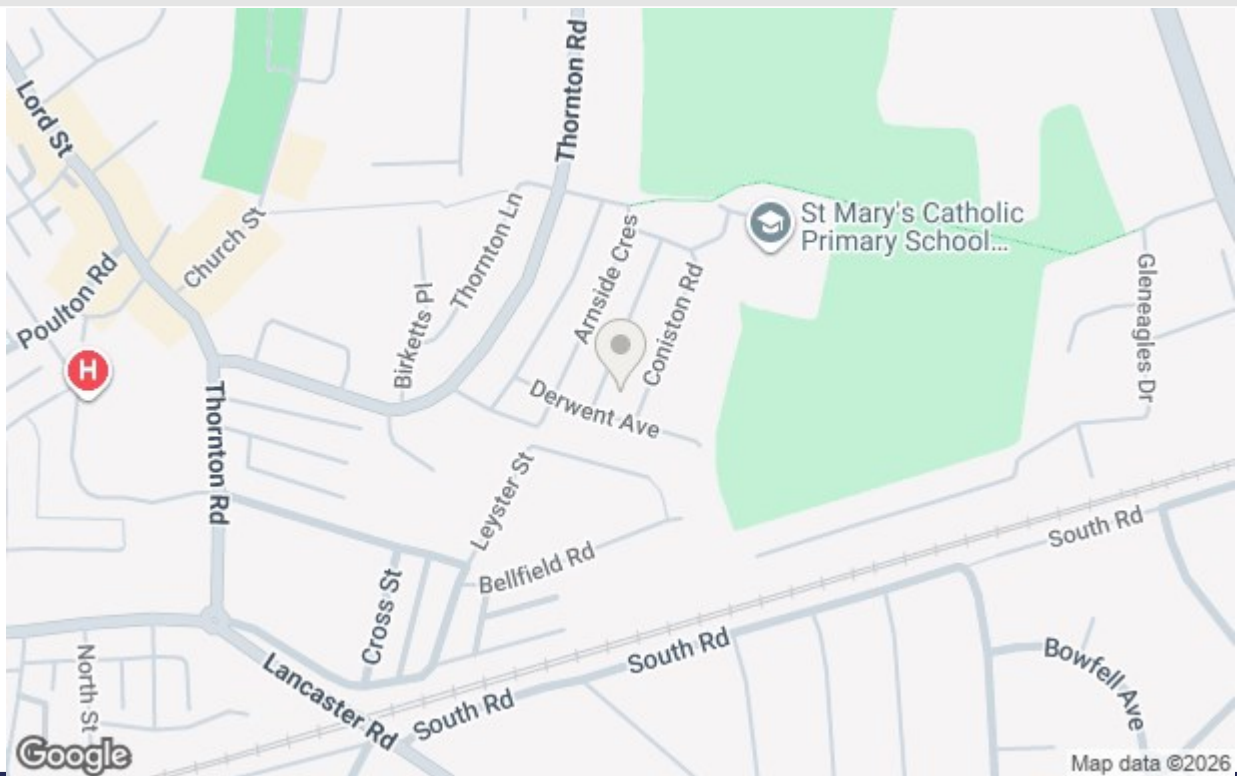 Lord St
Thornton Rd
Church St
Thornton Ln
Arnside Cres
St Mary's Catholic
Primary School...
Poulton Rd
Birketts Pl
Coniston Rd
Gleneagles Dr
H
Derwent Ave
Thornton Rd
Leyster St
Bellfield Rd
South Rd
Cross St
South Rd
Bowfell Ave
North St
Lancaster Rd
South Rd
Google
Map data ©2026